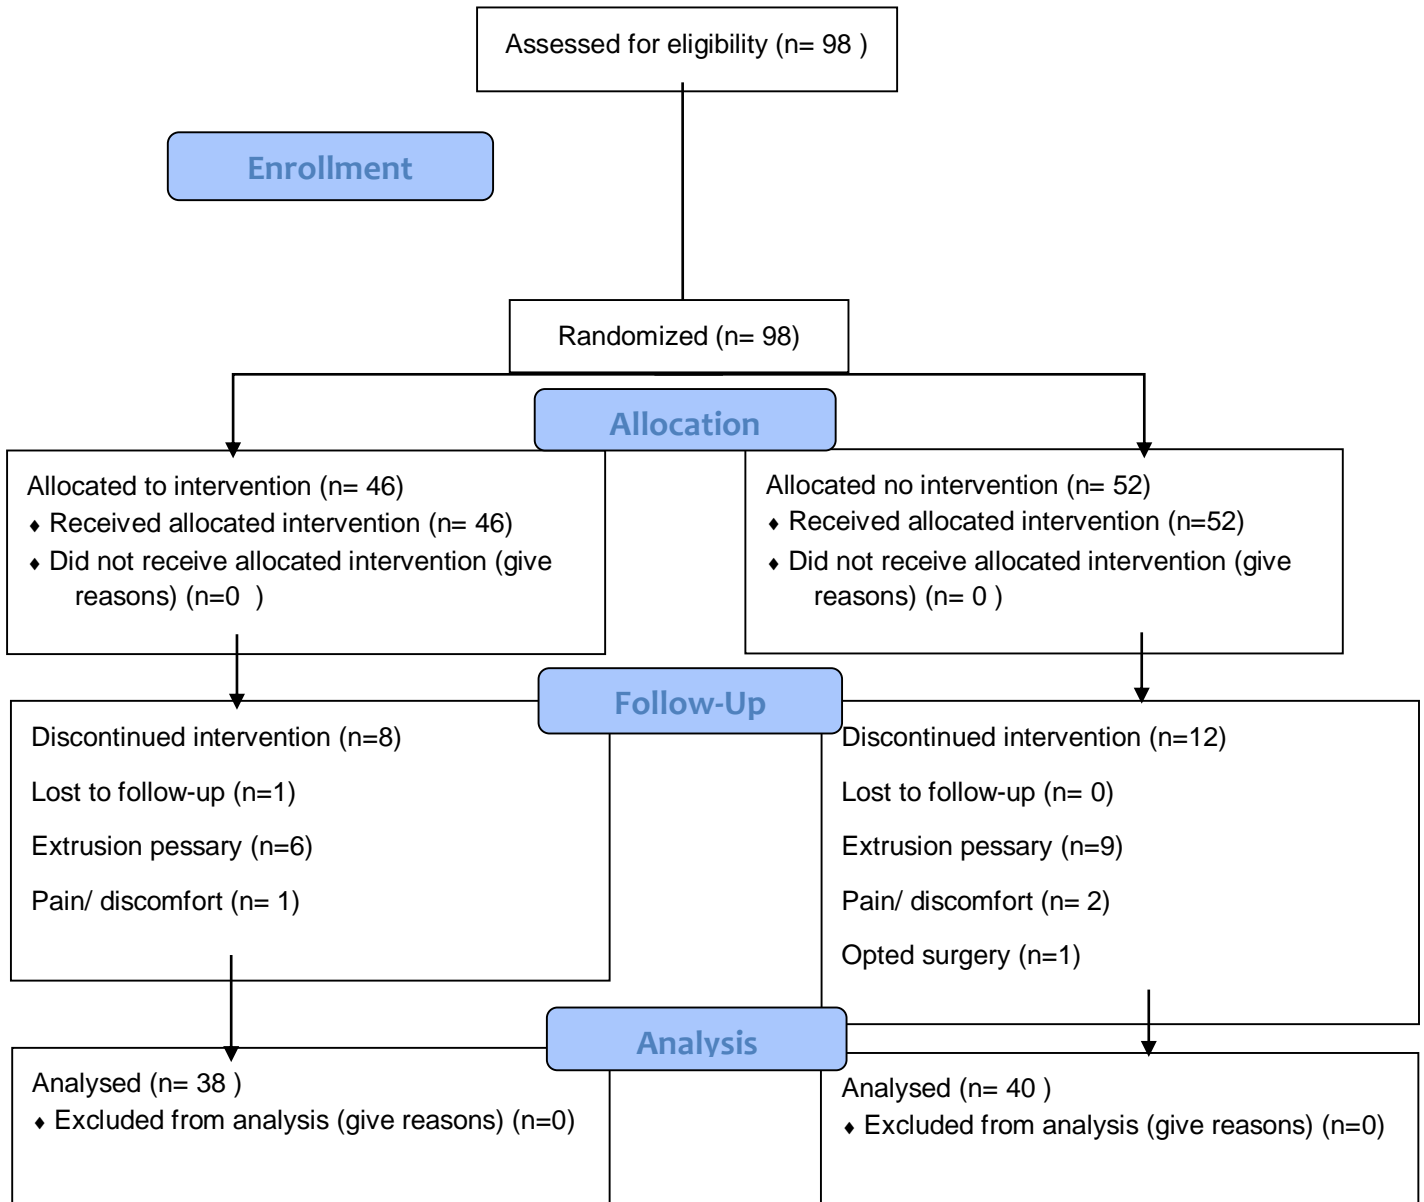 Assessed for eligibility (n= 98 )
Enrollment
Randomized (n= 98)
Allocation
Allocated to intervention (n= 46)
♦ Received allocated intervention (n= 46)
♦ Did not receive allocated intervention (give
reasons) (n=0  )
Allocated no intervention (n= 52)
♦ Received allocated intervention (n=52)
♦ Did not receive allocated intervention (give
reasons) (n= 0 )
Follow-Up
Discontinued intervention (n=8)
Lost to follow-up (n=1)
Extrusion pessary (n=6)
Pain/ discomfort (n= 1)
Discontinued intervention (n=12)
Lost to follow-up (n= 0)
Extrusion pessary (n=9)
Pain/ discomfort (n= 2)
Opted surgery (n=1)
Analysis
Analysed (n= 38 )
♦ Excluded from analysis (give reasons) (n=0)
Analysed (n= 40 )
♦ Excluded from analysis (give reasons) (n=0)